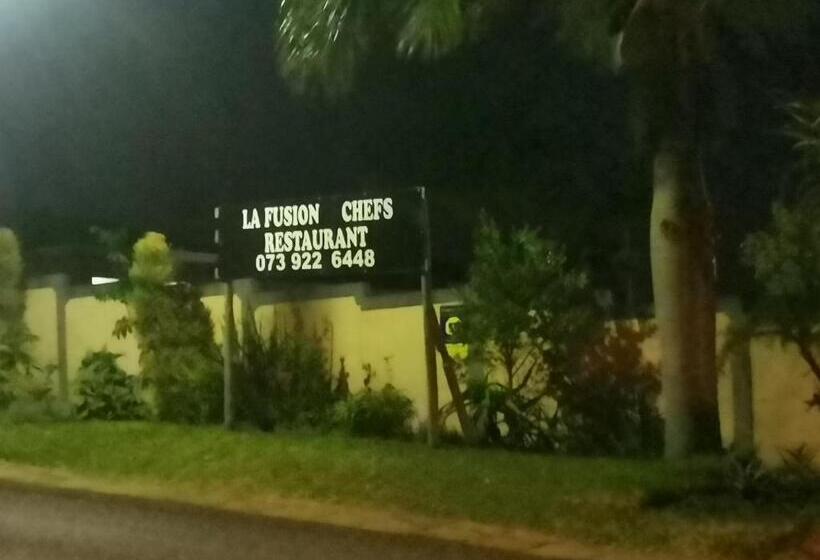 LA FUSION CHEFS
RESTAURANT
073 922 6448